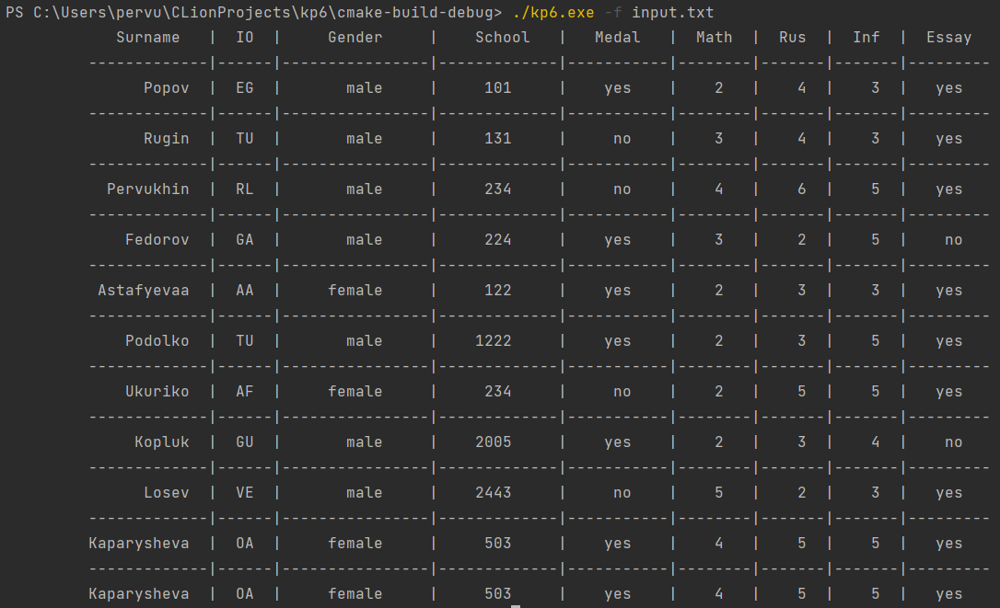 PS C:\Users\pervu\CLionProjects\kp6\cmake-build-debug> ./kp6.exe -f input.txt
Surname | IO | Gender | School | Medal | Math | Rus | Inf | Essay
-------------|------|----------------|-------------|-----------|--------|-------|-------|---------
Popov | EG | male | 101 | yes | 2 | 4 | 3 | yes
-------------|------|----------------|-------------|-----------|--------|-------|-------|---------
Rugin | TU | male | 131 | no | 3 | 4 | 3 | yes
-------------|------|----------------|-------------|-----------|--------|-------|-------|---------
Pervukhin | RL | male | 234 | no | 4 | 6 | 5 | yes
-------------|------|----------------|-------------|-----------|--------|-------|-------|---------
Fedorov | GA | male | 224 | yes | 3 | 2 | 5 | no
-------------|------|----------------|-------------|-----------|--------|-------|-------|---------
Astafyevaa | AA | female | 122 | yes | 2 | 3 | 3 | yes
-------------|------|----------------|-------------|-----------|--------|-------|-------|---------
Podolko | TU | male | 1222 | yes | 2 | 3 | 5 | yes
-------------|------|----------------|-------------|-----------|--------|-------|-------|---------
Ukuriko | AF | female | 234 | no | 2 | 5 | 5 | yes
-------------|------|----------------|-------------|-----------|--------|-------|-------|---------
Kopluk | GU | male | 2005 | yes | 2 | 3 | 4 | no
-------------|------|----------------|-------------|-----------|--------|-------|-------|---------
Losev | VE | male | 2443 | no | 5 | 2 | 3 | yes
-------------|------|----------------|-------------|-----------|--------|-------|-------|---------
Kaparysheva | OA | female | 503 | yes | 4 | 5 | 5 | yes
-------------|------|----------------|-------------|-----------|--------|-------|-------|---------
Kaparysheva | OA | female | 503 | yes | 4 | 5 | 5 | yes